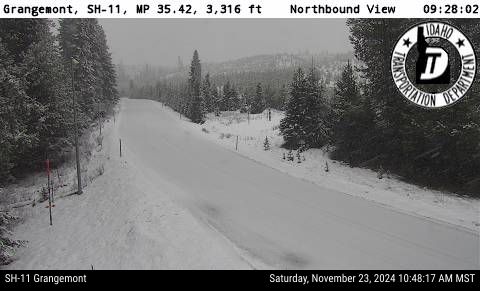 Grangemont, SH-11, MP 35.42, 3,316 ft Northbound View 09:28:02
IDAHO
TRANSPORTATION DEPARTMENT
SH-11 Grangemont Saturday, November 23, 2024 10:48:17 AM MST